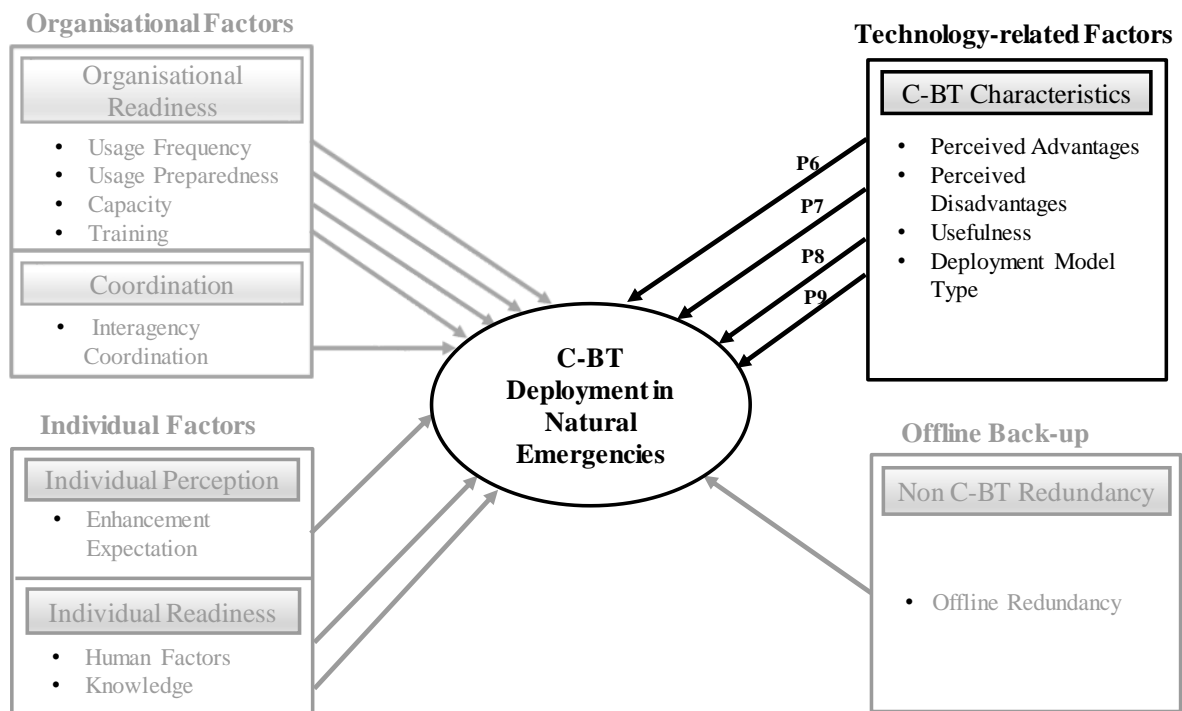 Organisational Factors
Organisational
Readiness
• Usage Frequency
• Usage Preparedness
• Capacity
• Training
Coordination
• Interagency
Coordination
Individual Factors
Individual Perception
• Enhancement
Expectation
Individual Readiness
• Human Factors
• Knowledge
C-BT
Deployment in
Natural
Emergencies
P6
P7
P8
P9
Technology-related Factors
C-BT Characteristics
• Perceived Advantages
• Perceived
Disadvantages
• Usefulness
• Deployment Model
Type
Offline Back-up
Non C-BT Redundancy
• Offline Redundancy